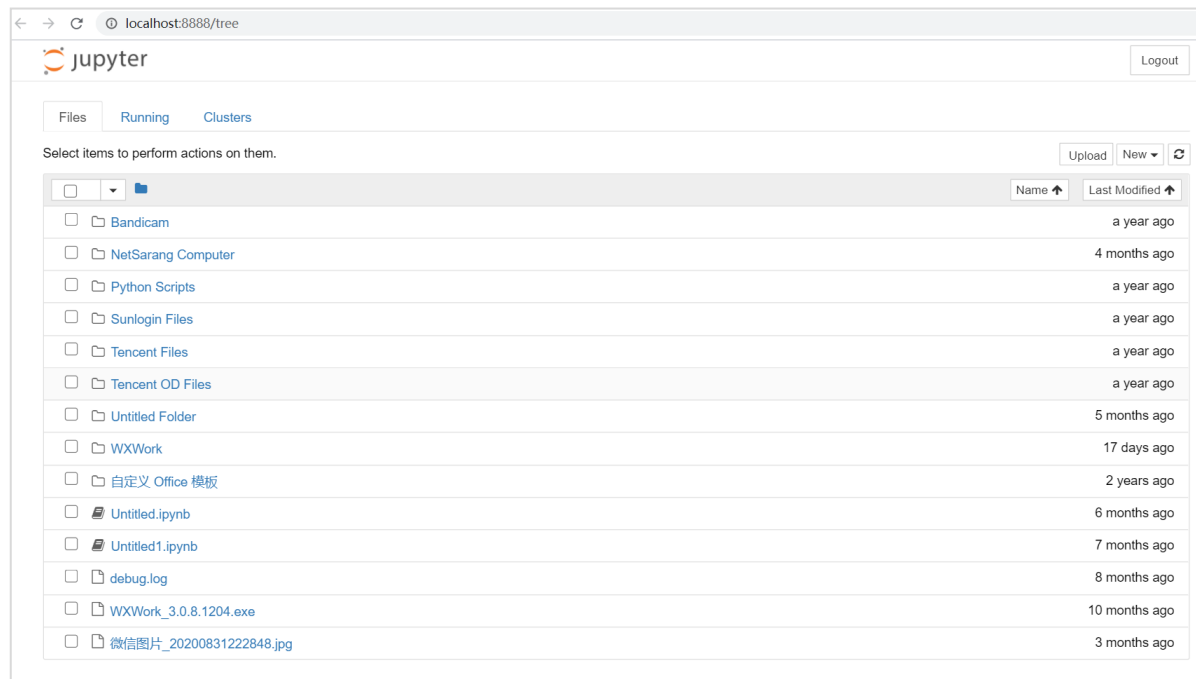 localhost:8888/tree
jupyter
Logout
Files Running Clusters
Select items to perform actions on them.
Upload New
Name Last Modified
Bandicam a year ago
NetSarang Computer 4 months ago
Python Scripts a year ago
Sunlogin Files a year ago
Tencent Files a year ago
Tencent OD Files a year ago
Untitled Folder 5 months ago
WXWork 17 days ago
自定义 Office 模板 2 years ago
Untitled.ipynb 6 months ago
Untitled1.ipynb 7 months ago
debug.log 8 months ago
WXWork_3.0.8.1204.exe 10 months ago
微信图片_20200831222848.jpg 3 months ago